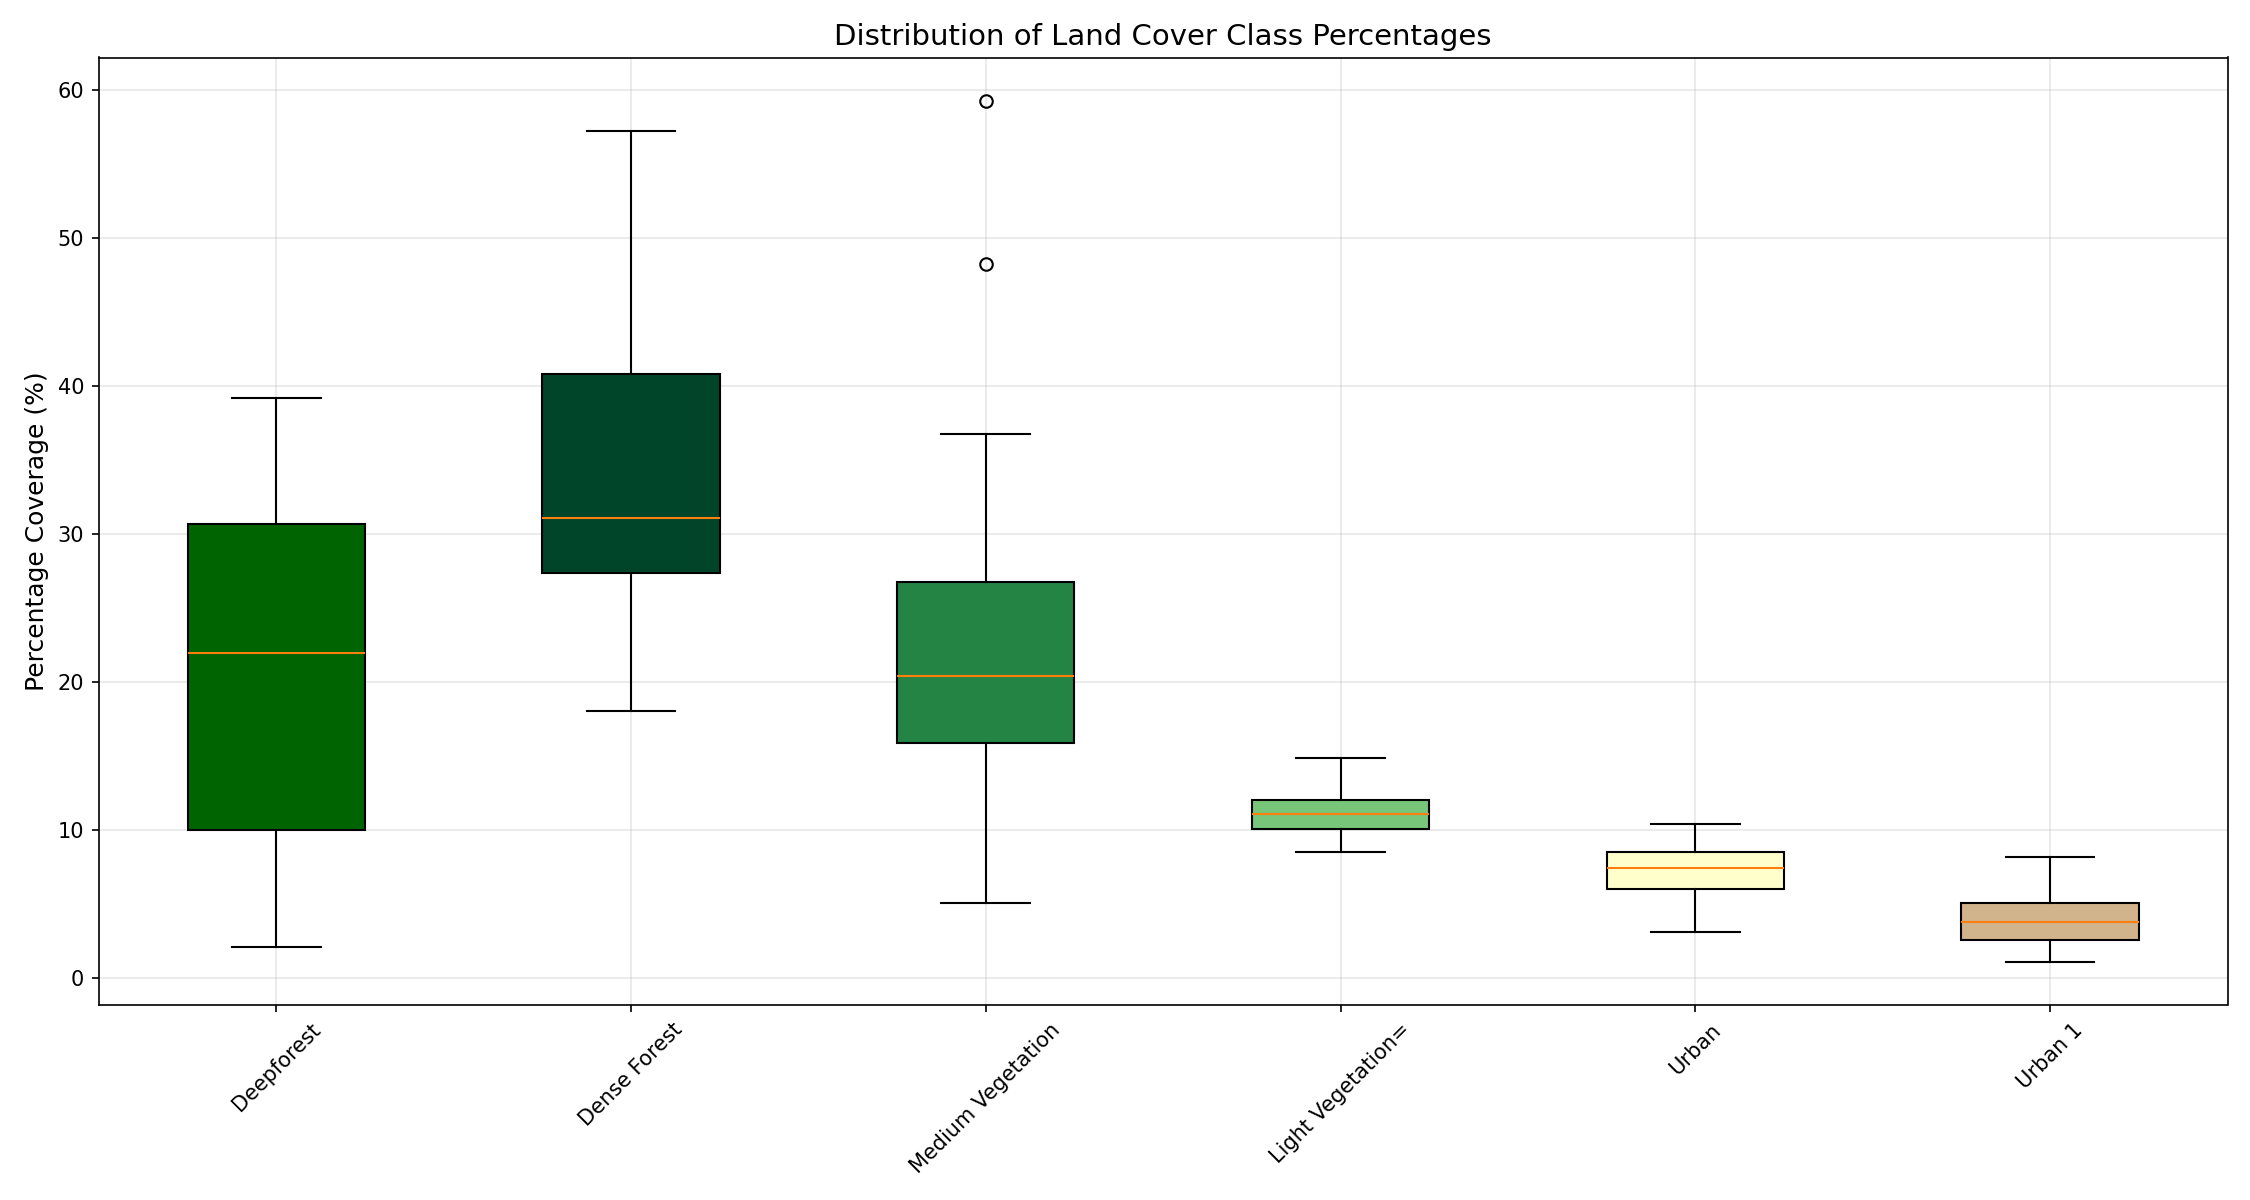 Distribution of Land Cover Class Percentages
Percentage Coverage (%)
60
50
40
30
20
10
0
Deepforest
Dense Forest
Medium Vegetation
Light Vegetation=
Urban
Urban 1